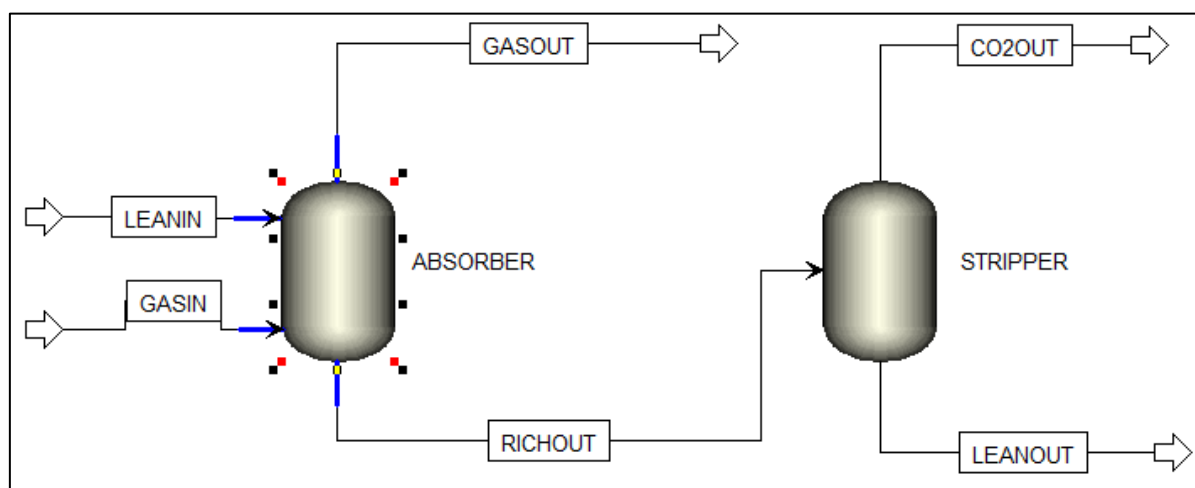 GASOUT
CO2OUT
LEANIN
ABSORBER
STRIPPER
GASIN
RICHOUT
LEANOUT